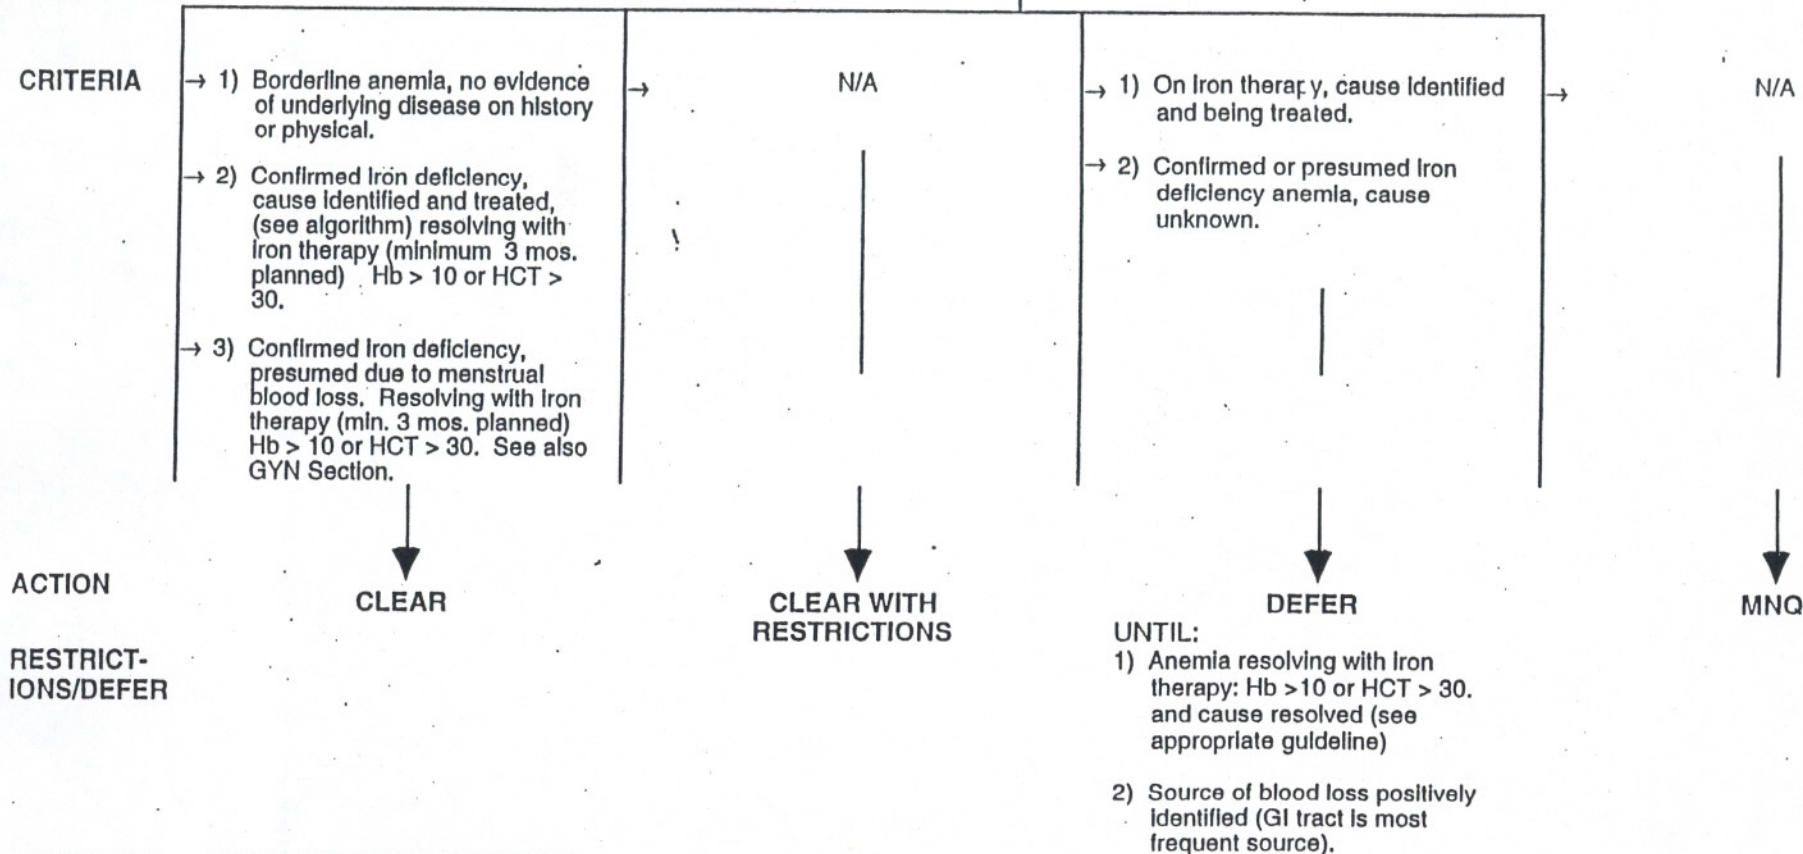 CRITERIA
→ 1) Borderline anemia, no evidence
of underlying disease on history
or physical.
→ 2) Confirmed Iron deficiency,
cause identified and treated,
(see algorithm) resolving with
iron therapy (minimum 3 mos.
planned) Hb > 10 or HCT >
30.
→ 3) Confirmed Iron deficiency,
presumed due to menstrual
blood loss. Resolving with iron
therapy (min. 3 mos. planned)
Hb > 10 or HCT > 30. See also
GYN Section.
→ N/A
→ 1) On Iron therapy, cause identified
and being treated.
→ 2) Confirmed or presumed iron
deficiency anemia, cause
unknown.
→ N/A
ACTION
CLEAR
CLEAR WITH
RESTRICTIONS
DEFER
MNQ
RESTRICT-
IONS/DEFER
UNTIL:
1) Anemia resolving with iron
therapy: Hb >10 or HCT > 30.
and cause resolved (see
appropriate guideline)
2) Source of blood loss positively
identified (GI tract is most
frequent source).